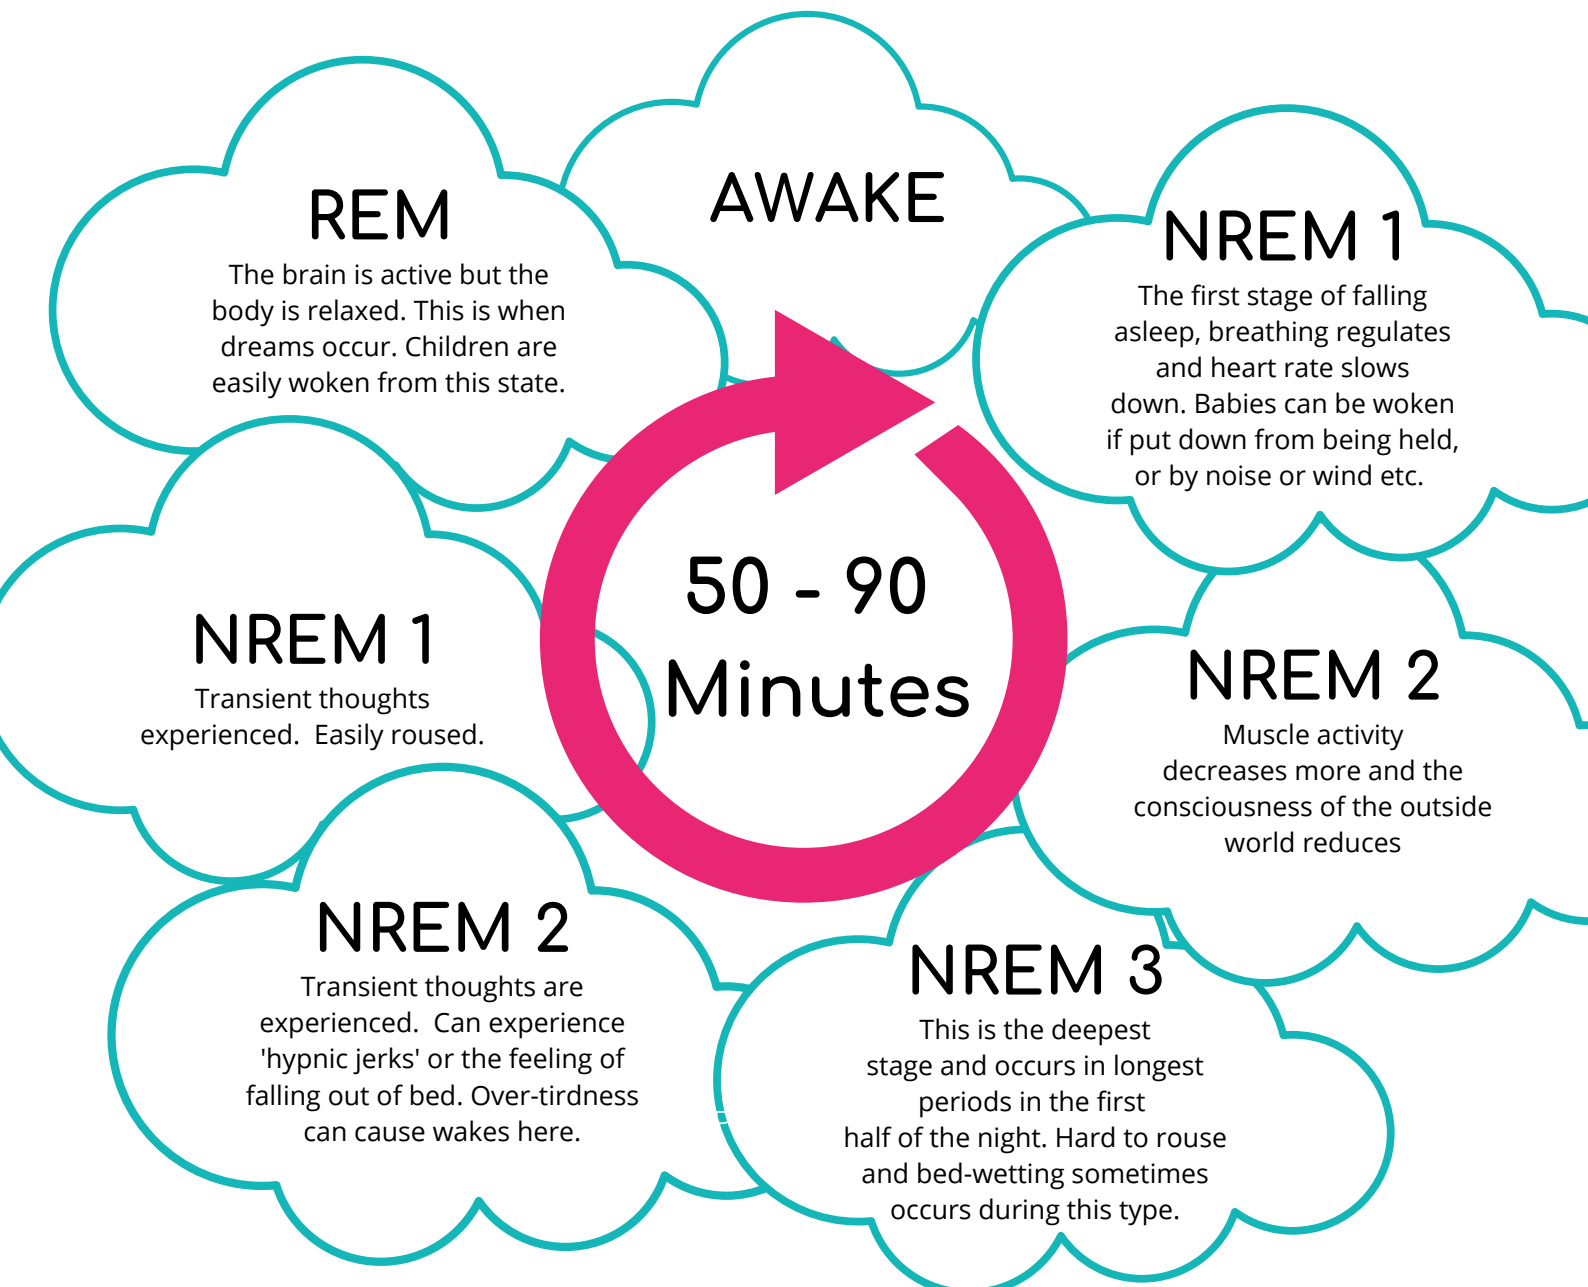 AWAKE
NREM 1
The first stage of falling
asleep, breathing regulates
and heart rate slows
down. Babies can be woken
if put down from being held,
or by noise or wind etc.
NREM 2
Muscle activity
decreases more and the
consciousness of the outside
world reduces
NREM 3
This is the deepest
stage and occurs in longest
periods in the first
half of the night. Hard to rouse
and bed-wetting sometimes
occurs during this type.
NREM 2
Transient thoughts are
experienced.  Can experience
'hypnic jerks' or the feeling of
falling out of bed. Over-tirdness
can cause wakes here.
NREM 1
Transient thoughts
experienced.  Easily roused.
REM
The brain is active but the
body is relaxed. This is when
dreams occur. Children are
easily woken from this state.
50 - 90
Minutes